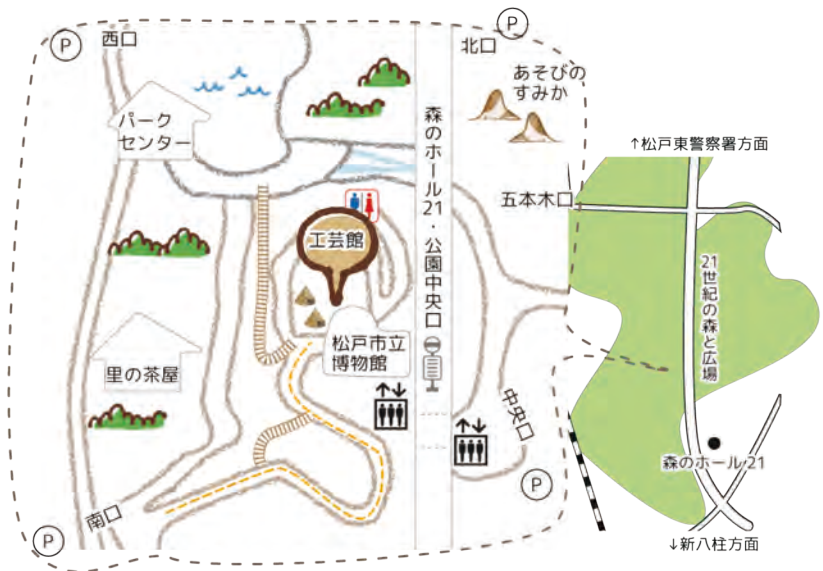 P
西口
P
北口
あそびの
すみか
パーク
センター
森のホール21・公園中央口
↑松戸東警察署方面
五本木口
工芸館
21世紀の森と広場
松戸市立
博物館
里の茶屋
中央口
森のホール21
P
南口
P
↓新八柱方面